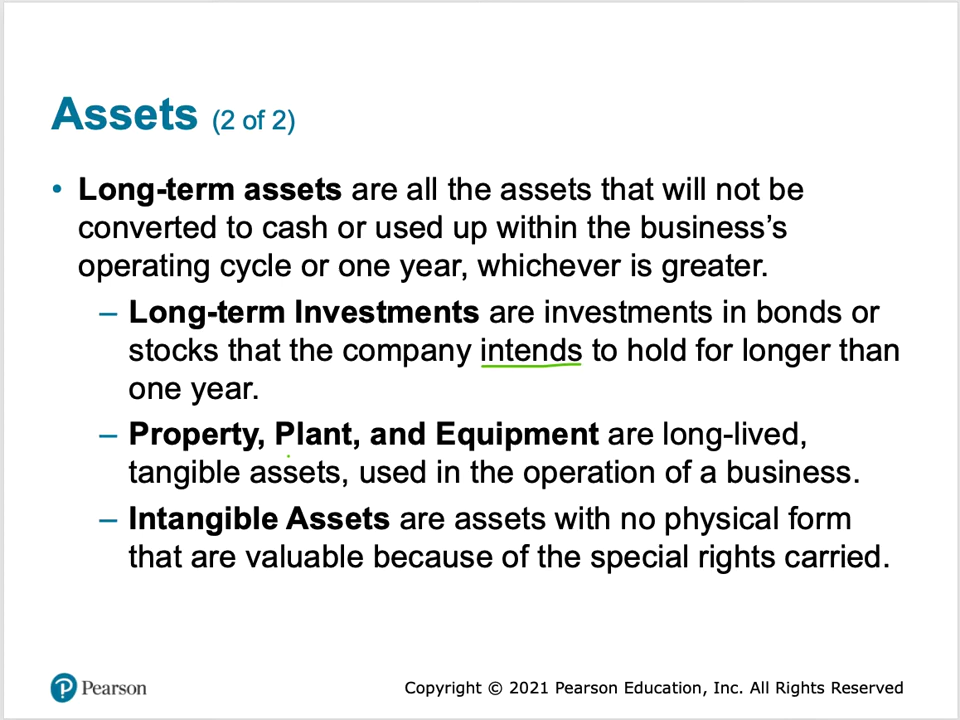 Assets (2 of 2)
• Long-term assets are all the assets that will not be
converted to cash or used up within the business’s
operating cycle or one year, whichever is greater.
– Long-term Investments are investments in bonds or
stocks that the company intends to hold for longer than
one year.
– Property, Plant, and Equipment are long-lived,
tangible assets, used in the operation of a business.
– Intangible Assets are assets with no physical form
that are valuable because of the special rights carried.
P Pearson
Copyright © 2021 Pearson Education, Inc. All Rights Reserved